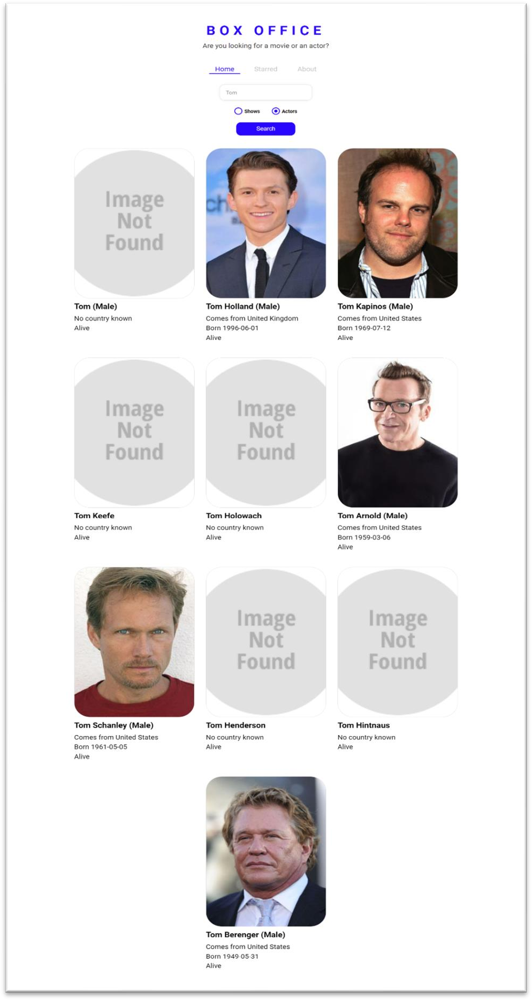 BOX OFFICE
Are you looking for a movie or an actor?
Home Starred About
Tom
Shows Actors
Search
Image
Not
Found
Tom (Male)
No country known
Alive
ch
Tom Holland (Male)
Comes from United Kingdom
Born 1996-06-01
Alive
Tom Kapinos (Male)
Comes from United States
Born 1969-07-12
Alive
Image
Not
Found
Tom Keefe
No country known
Alive
Image
Not
Found
Tom Holowach
No country known
Alive
Tom Arnold (Male)
Comes from United States
Born 1959-03-06
Alive
Tom Schanley (Male)
Comes from United States
Born 1961-05-05
Alive
Image
Not
Found
Tom Henderson
No country known
Alive
Image
Not
Found
Tom Hintnaus
No country known
Alive
Tom Berenger (Male)
Comes from United States
Born 1949-05-31
Alive